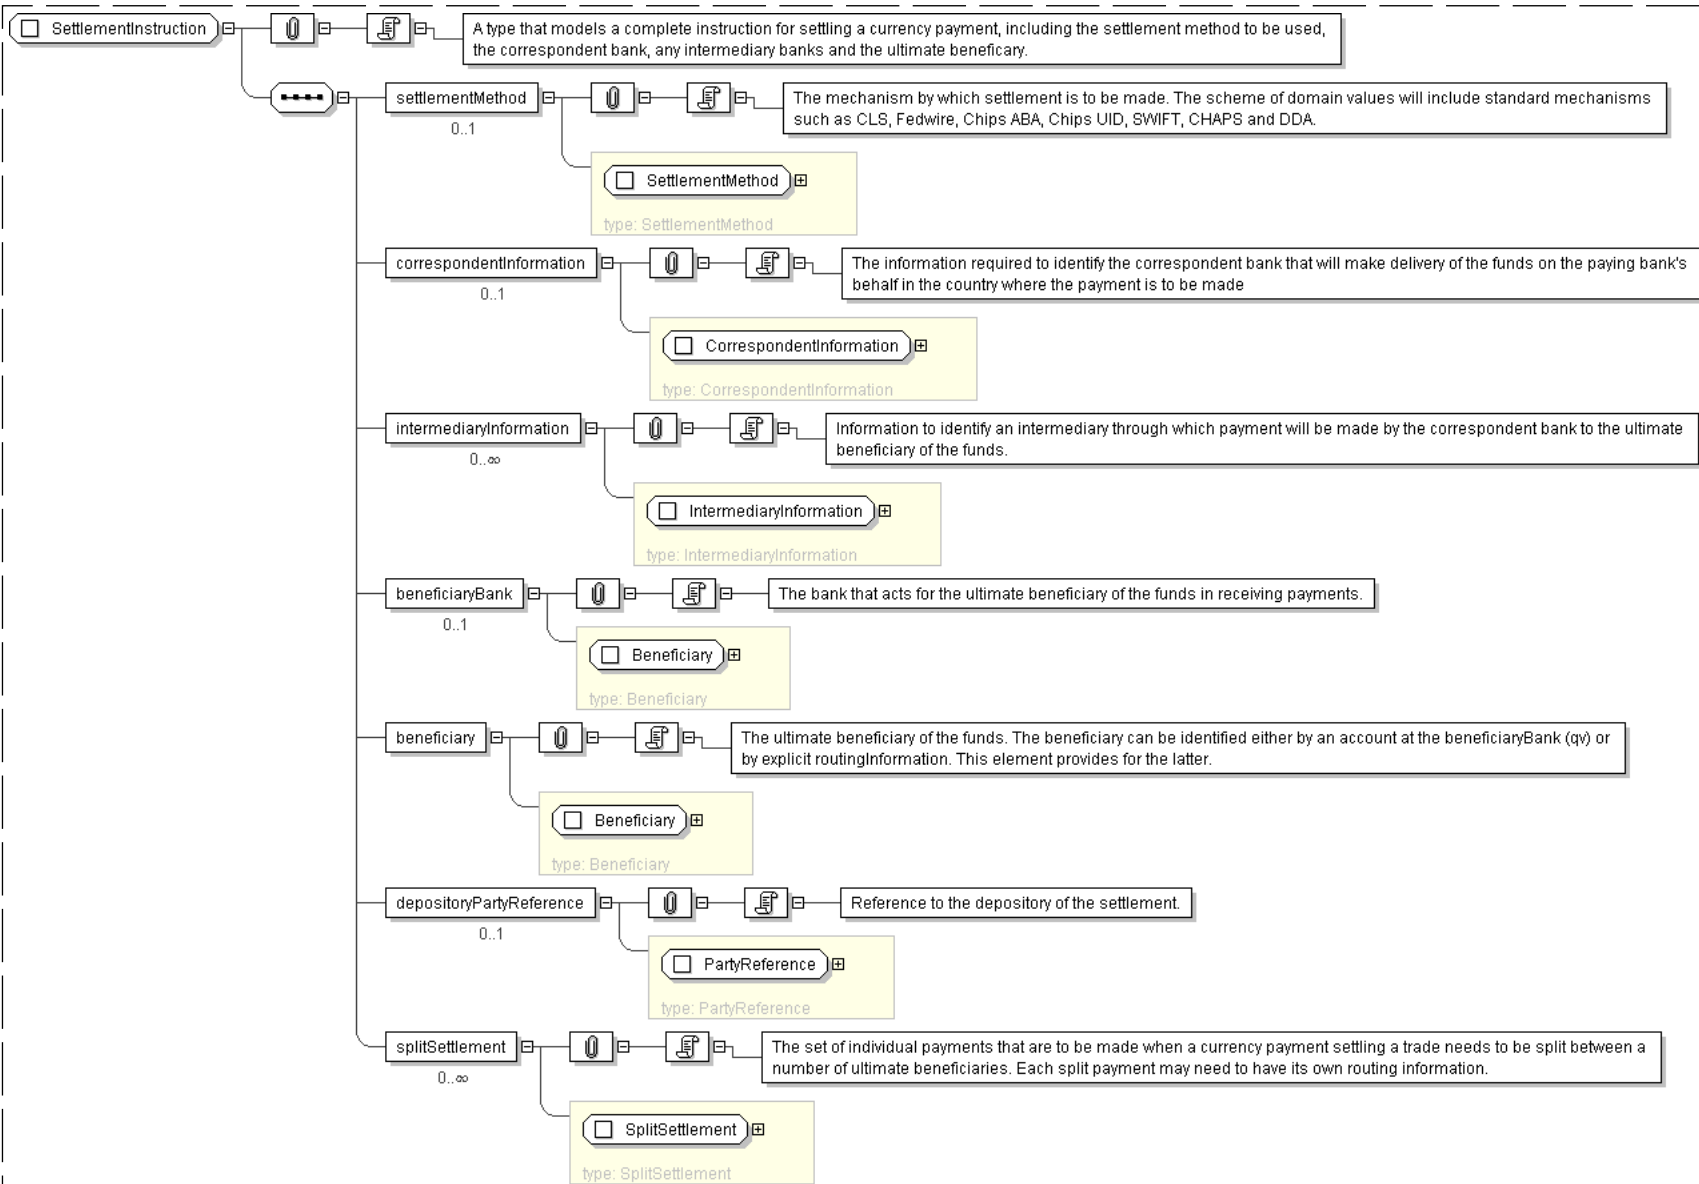 SettlementInstruction
A type that models a complete instruction for settling a currency payment, including the settlement method to be used,
the correspondent bank, any intermediary banks and the ultimate beneficary.
settlementMethod
0..1
The mechanism by which settlement is to be made. The scheme of domain values will include standard mechanisms
such as CLS, Fedwire, Chips ABA, Chips UID, SWIFT, CHAPS and DDA.
SettlementMethod
type: SettlementMethod
correspondentInformation
0..1
The information required to identify the correspondent bank that will make delivery of the funds on the paying bank's
behalf in the country where the payment is to be made
CorrespondentInformation
type: CorrespondentInformation
intermediaryInformation
0..∞
Information to identify an intermediary through which payment will be made by the correspondent bank to the ultimate
beneficiary of the funds.
IntermediaryInformation
type: IntermediaryInformation
beneficiaryBank
0..1
The bank that acts for the ultimate beneficiary of the funds in receiving payments.
Beneficiary
type: Beneficiary
beneficiary
The ultimate beneficiary of the funds. The beneficiary can be identified either by an account at the beneficiaryBank (qv) or
by explicit routingInformation. This element provides for the latter.
Beneficiary
type: Beneficiary
depositoryPartyReference
0..1
Reference to the depository of the settlement.
PartyReference
type: PartyReference
splitSettlement
0..∞
The set of individual payments that are to be made when a currency payment settling a trade needs to be split between a
number of ultimate beneficiaries. Each split payment may need to have its own routing information.
SplitSettlement
type: SplitSettlement